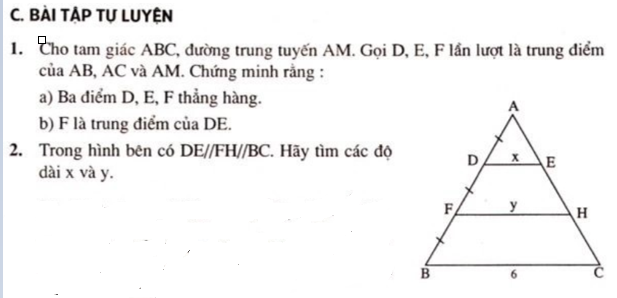 C. BÀI TẬP TỰ LUYỆN
1. Cho tam giác ABC, đường trung tuyến AM. Gọi D, E, F lần lượt là trung điểm
của AB, AC và AM. Chứng minh rằng :
a) Ba điểm D, E, F thẳng hàng.
b) F là trung điểm của DE.
2. Trong hình bên có DE//FH//BC. Hãy tìm các độ
dài x và y.
A
D x E
F y H
B 6 C